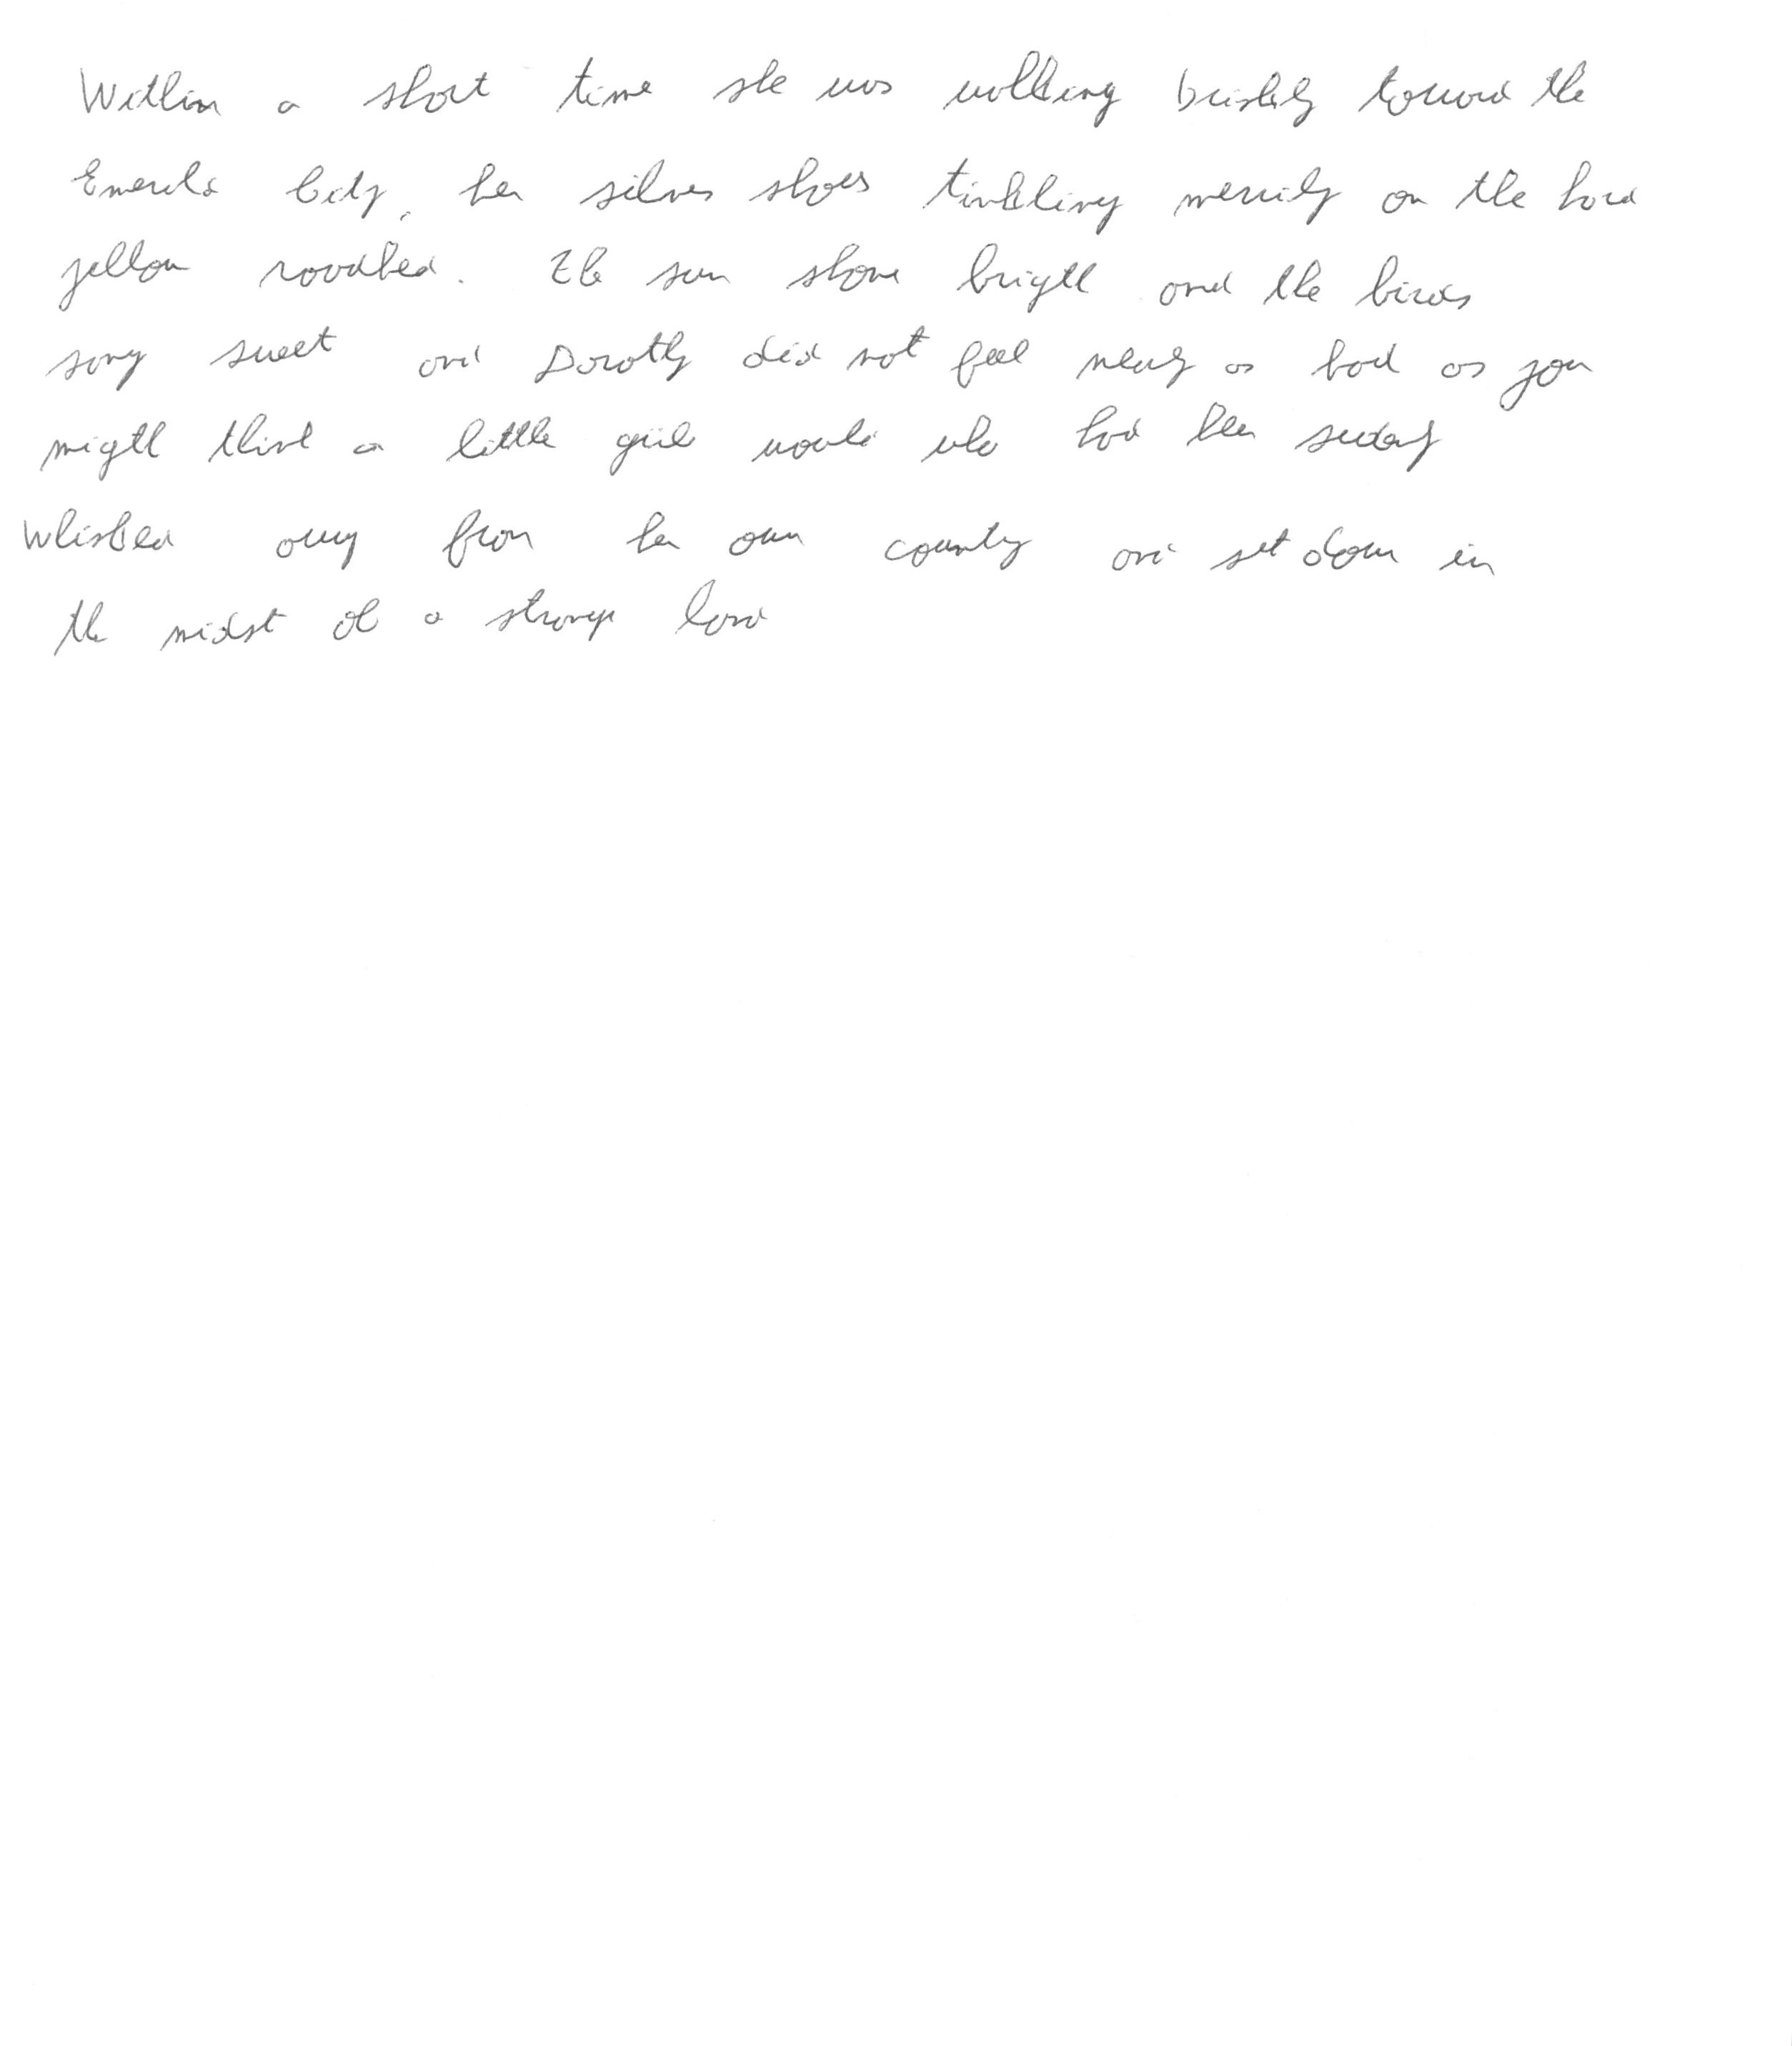 Within a short time she was walking briskly toward the
Emerald City, her silver shoes tinkling merrily on the hard
yellow roadbed. The sun shone bright and the birds
sang sweet and Dorothy did not feel nearly as bad as you
might think a little girl would who had been suddenly
whisked away from her own country and set down in
the midst of a strange land